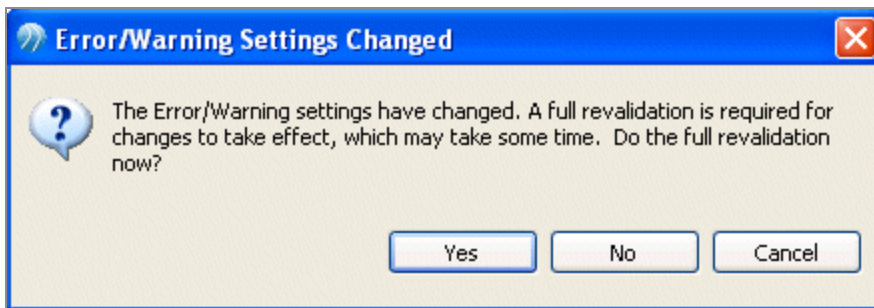 Error/Warning Settings Changed
The Error/Warning settings have changed. A full revalidation is required for
changes to take effect, which may take some time.  Do the full revalidation
now?
Yes
No
Cancel